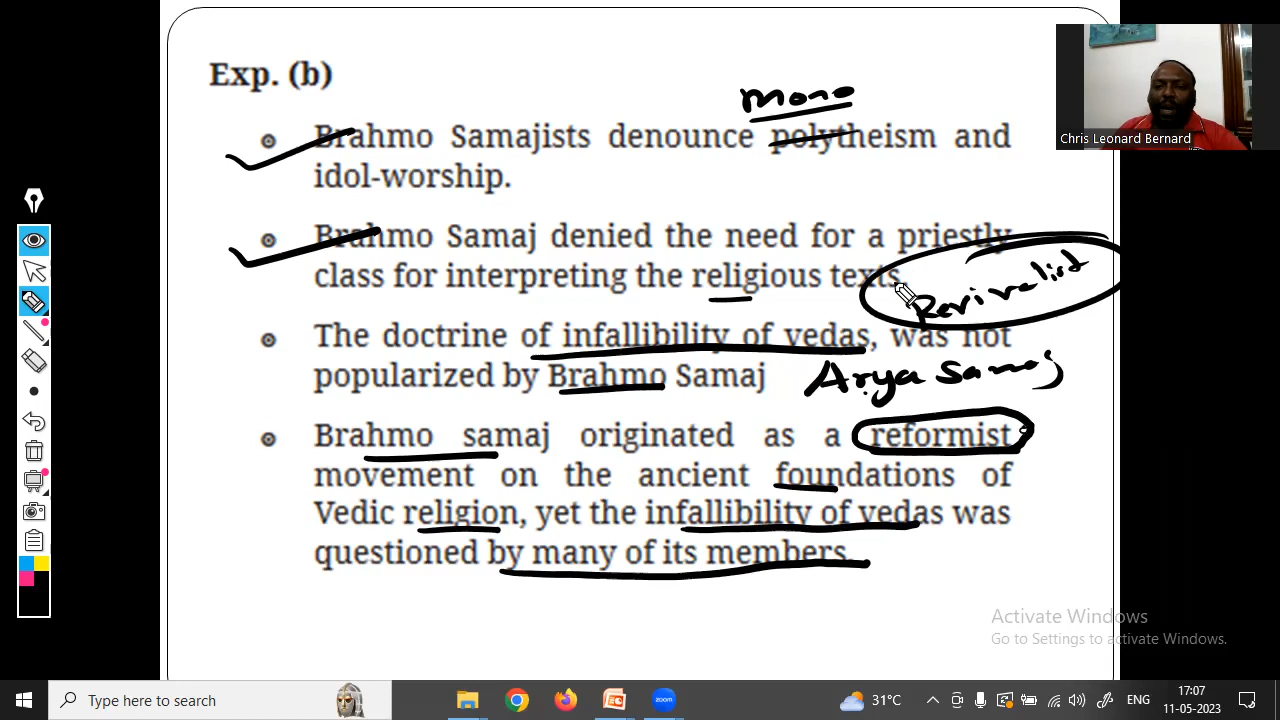 Exp. (b)
mono
Brahmo Samajists denounce polytheism and
idol-worship.
Brahmo Samaj denied the need for a priestly
class for interpreting the religious texts.
Revivalist
The doctrine of infallibility of vedas, was not
popularized by Brahmo Samaj
Arya Samaj
Brahmo samaj originated as a reformist
movement on the ancient foundations of
Vedic religion, yet the infallibility of vedas was
questioned by many of its members.
Chris Leonard Bernard
Activate Windows
Go to Settings to activate Windows.
Type here to search
zoom
31°C
ENG
17:07
11-05-2023